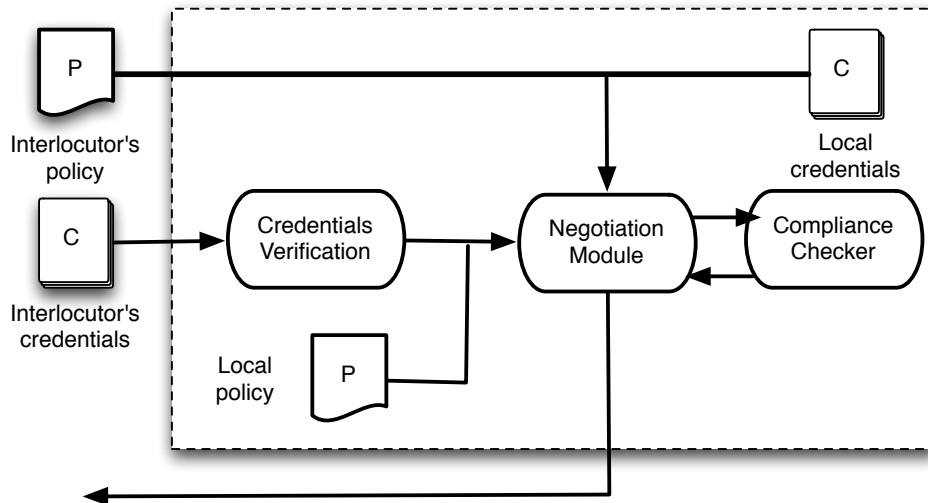 P
Interlocutor's
policy
C
Local
credentials
C
Interlocutor's
credentials
Credentials
Verification
Negotiation
Module
Compliance
Checker
Local
policy
P